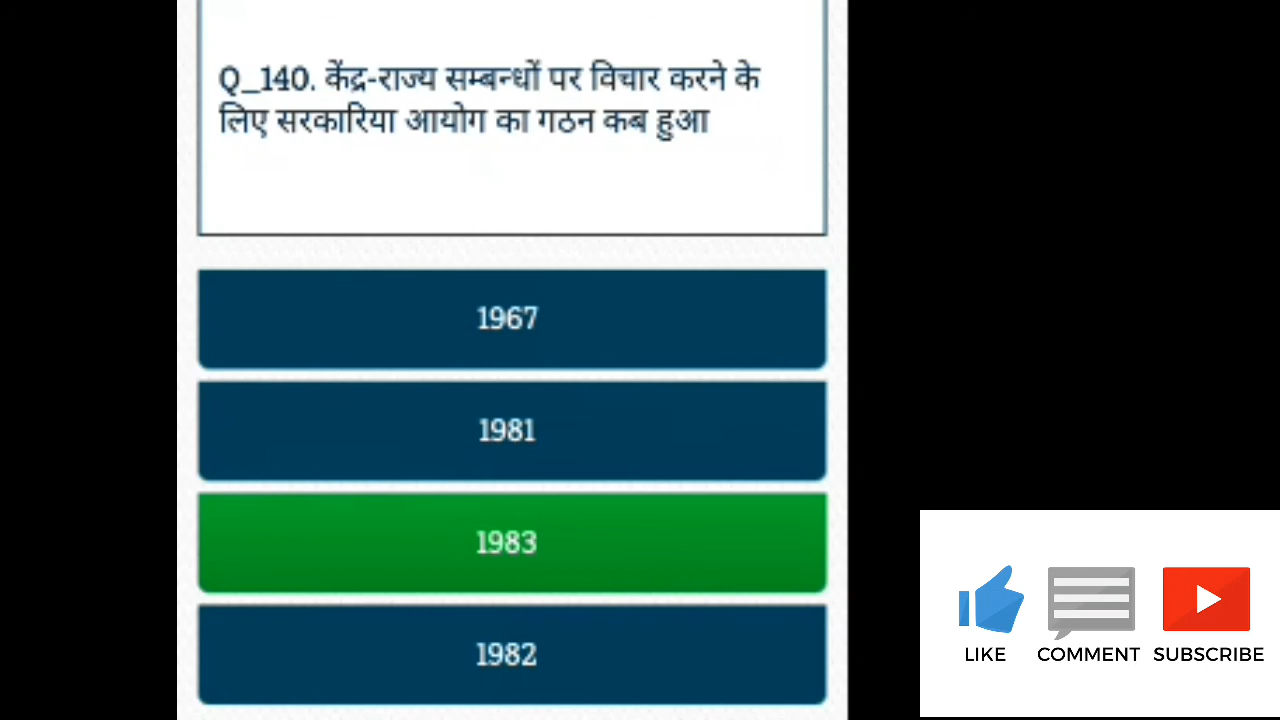 Q_140. केंद्र-राज्य सम्बन्धों पर विचार करने के
लिए सरकारिया आयोग का गठन कब हुआ
1967
1981
1983
1982
LIKE COMMENT SUBSCRIBE